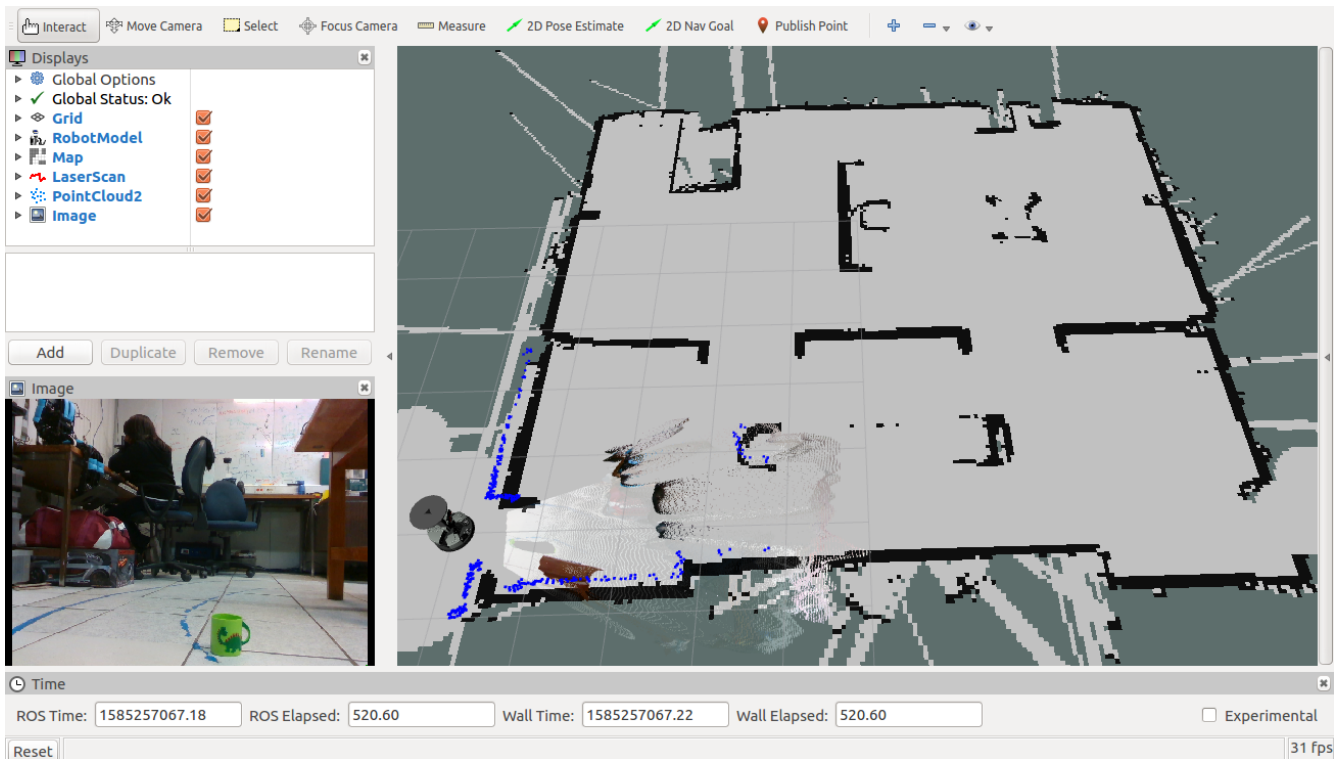 Interact Move Camera Select Focus Camera Measure 2D Pose Estimate 2D Nav Goal Publish Point
Displays
Global Options
Global Status: Ok
Grid
RobotModel
Map
LaserScan
PointCloud2
Image
Add Duplicate Remove Rename
Image
Time
ROS Time: 1585257067.18 ROS Elapsed: 520.60 Wall Time: 1585257067.22 Wall Elapsed: 520.60 Experimental
Reset 31 fps